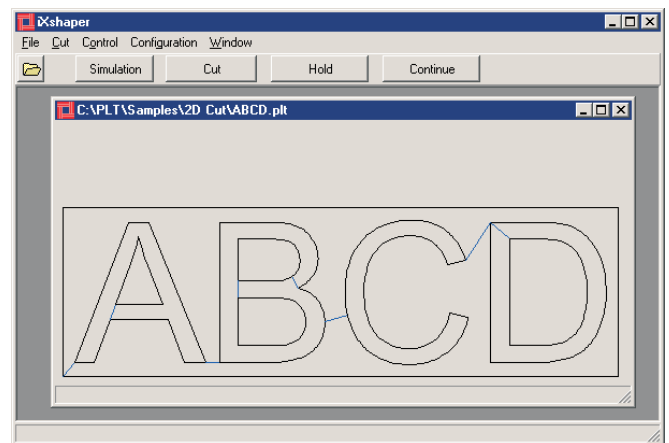 iXshaper
File Cut Control Configuration Window
Simulation Cut Hold Continue
C:\PLT\Samples\2D Cut\ABCD.plt
ABCD